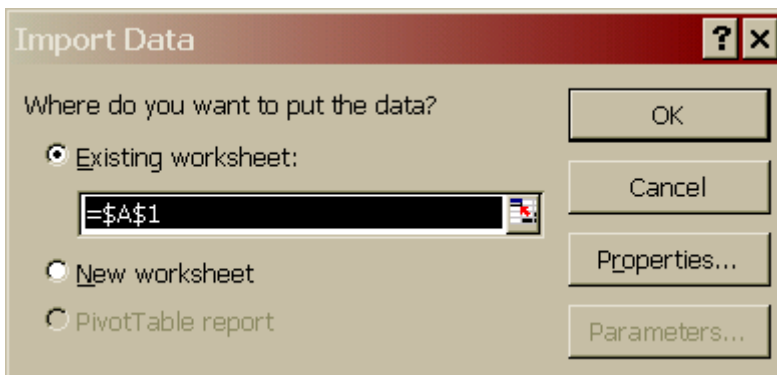 Import Data
? ×
Where do you want to put the data?
Existing worksheet:
=$A$1
New worksheet
PivotTable report
OK
Cancel
Properties...
Parameters...